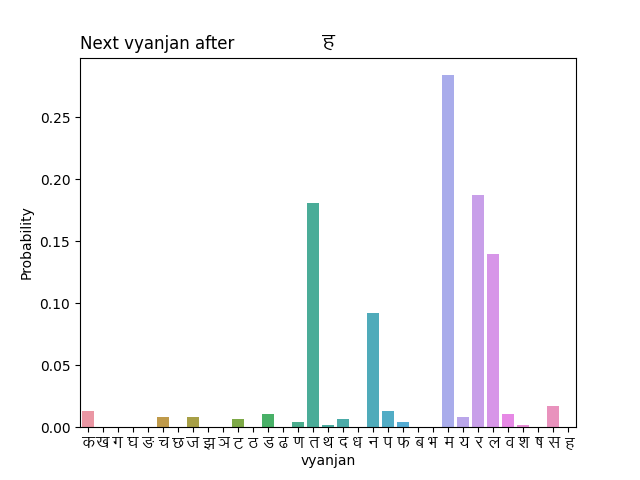 Next vyanjan after ह
0.25
0.20
0.15
0.10
0.05
0.00
Probability
क ख ग घ ङ च छ ज झ ञ ट ठ ड ढ ण त थ द ध न प फ ब भ म य र ल व श ष स ह
vyanjan